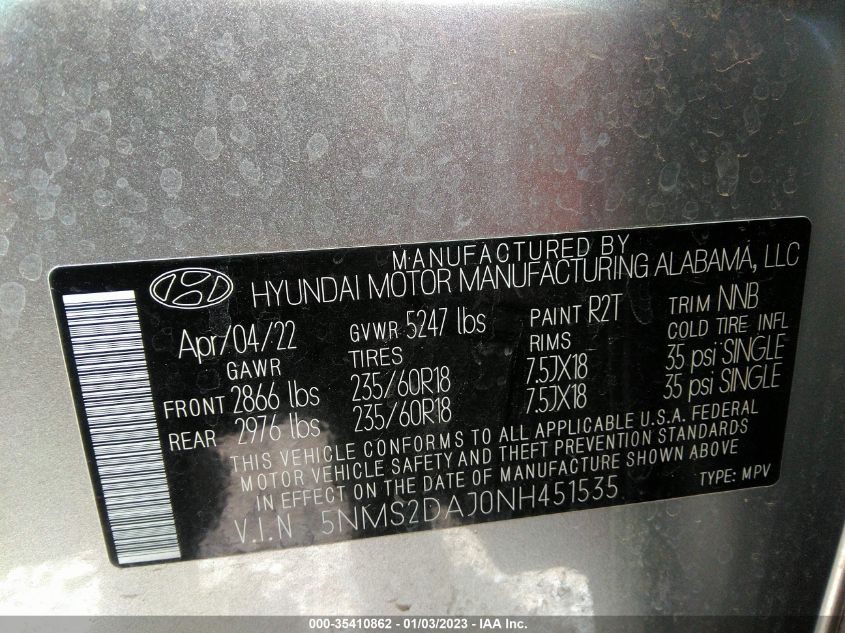 MANUFACTURED BY
HYUNDAI MOTOR MANUFACTURING ALABAMA, LLC
Apr/04/22 GVWR 5247 lbs PAINT R2T TRIM NNB
GAWR TIRES RIMS COLD TIRE INFL
FRONT 2866 lbs 235/60R18 7.5JX18 35 psi SINGLE
REAR 2976 lbs 235/60R18 7.5JX18 35 psi SINGLE
THIS VEHICLE CONFORMS TO ALL APPLICABLE U.S.A. FEDERAL
MOTOR VEHICLE SAFETY AND THEFT PREVENTION STANDARDS
IN EFFECT ON THE DATE OF MANUFACTURE SHOWN ABOVE.
V.I.N 5NMS2DAJ0NH451535 TYPE: MPV
000-35410862 - 01/03/2023 - IAA Inc.